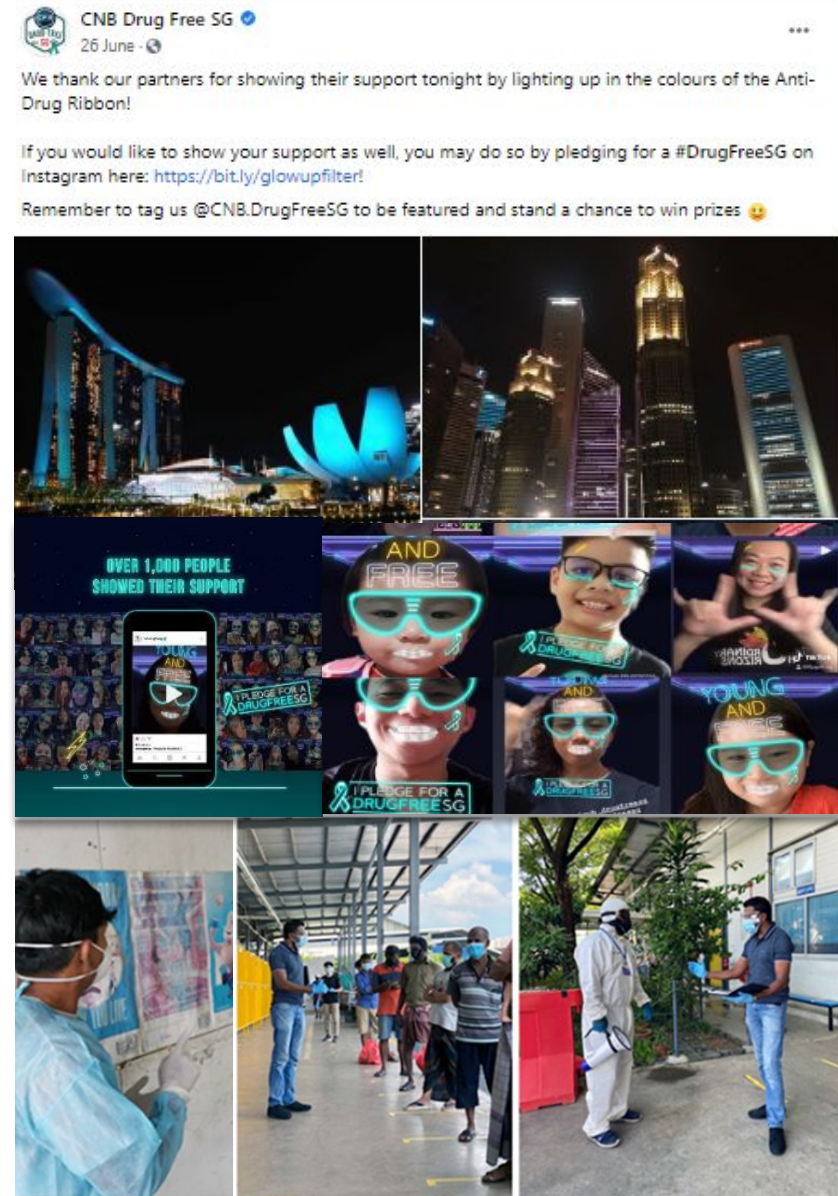 CNB Drug Free SG
26 June
We thank our partners for showing their support tonight by lighting up in the colours of the Anti-
Drug Ribbon!
If you would like to show your support as well, you may do so by pledging for a #DrugFreeSG on
Instagram here: https://bit.ly/glowupfilter!
Remember to tag us @CNB.DrugFreeSG to be featured and stand a chance to win prizes
OVER 1,000 PEOPLE
SHOWED THEIR SUPPORT
YOUNG
AND
I PLEDGE FOR A
DRUGFREESG
AND
FREE
I PLEDGE FOR A
DRUGFREESG
I PLEDGE FOR A
DRUGFREESG
YOUNG
AND
FREE
I PLEDGE FOR A
DRUGFREESG
YOUNG
AND
FREE